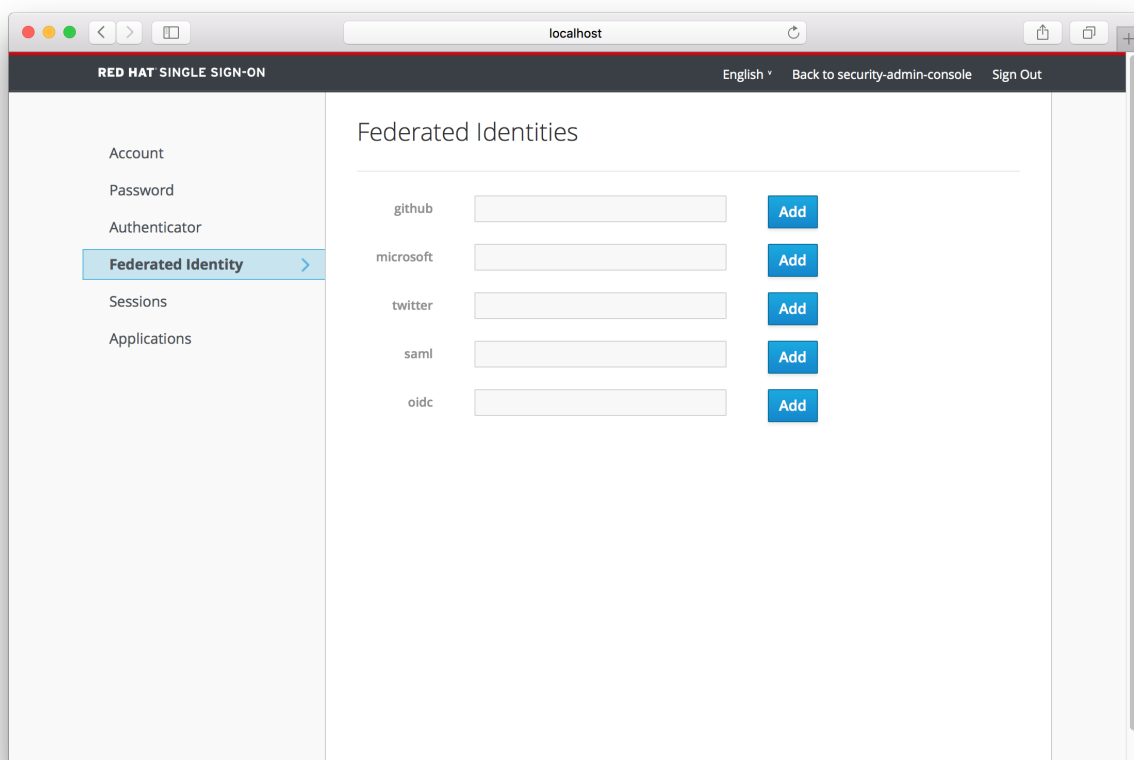 localhost
RED HAT SINGLE SIGN-ON
English Back to security-admin-console Sign Out
Account
Password
Authenticator
Federated Identity
Sessions
Applications
Federated Identities
github Add
microsoft Add
twitter Add
saml Add
oidc Add